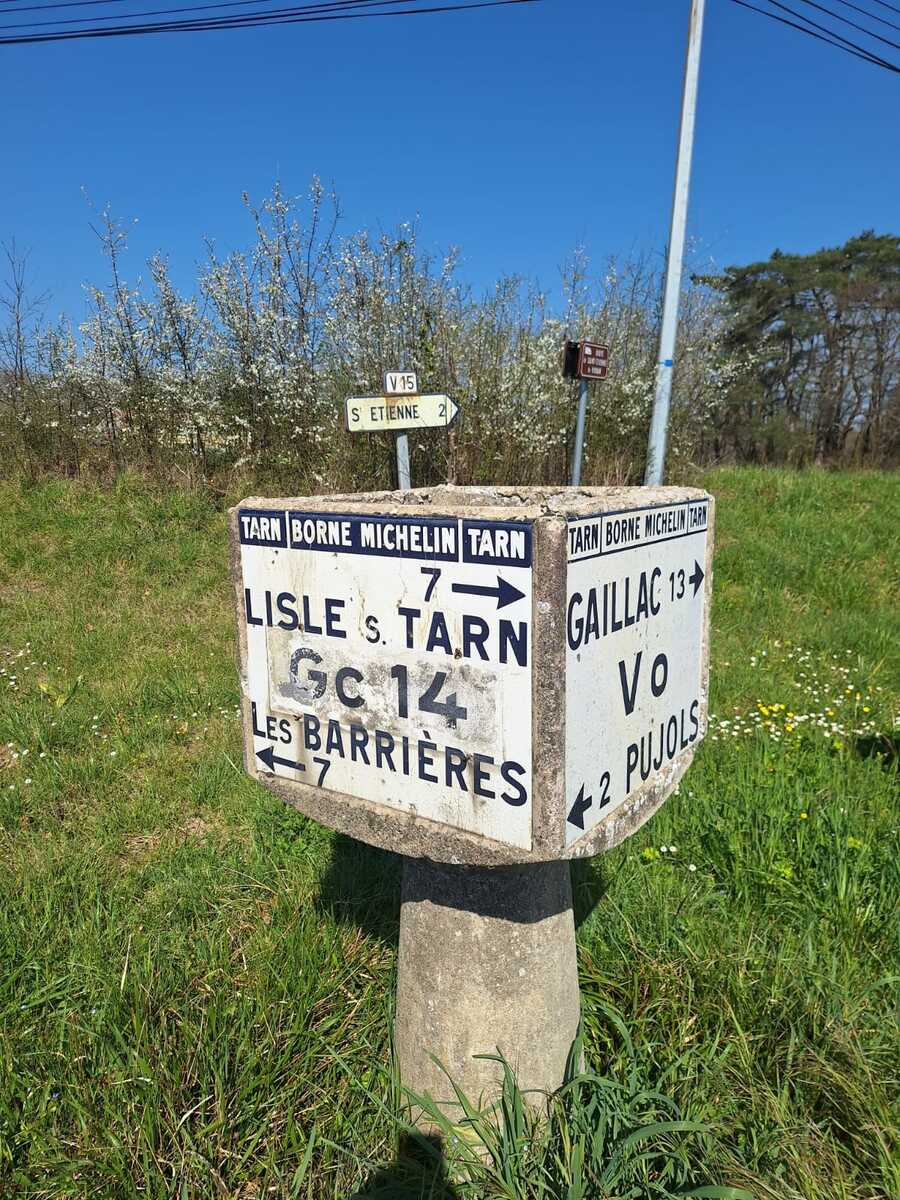 V15
S ETIENNE 2
TARN BORNE MICHELIN TARN
7
LISLE S. TARN
GC 14
LES BARRIÈRES
7
TARN BORNE MICHELIN TARN
GAILLAC 13
Vo
2 PUJOLS